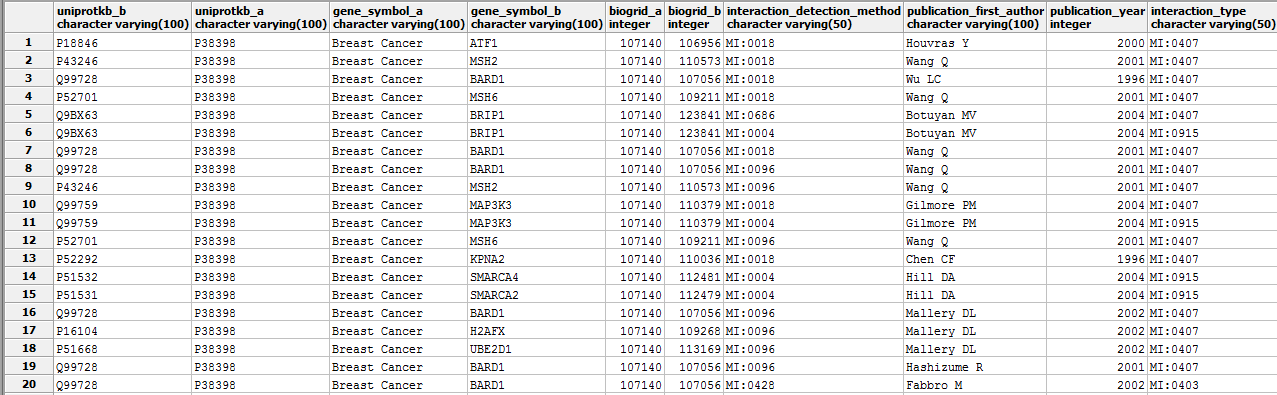 uniprotkb_b uniprotkb_a gene_symbol_a gene_symbol_b biogrid_a biogrid_b interaction_detection_method publication_first_author publication_year interaction_type
character varying(100) character varying(100) character varying(100) character varying(100) integer integer character varying(50) character varying(100) integer character varying(50)
1 P18846 P38398 Breast Cancer ATF1 107140 106956 MI:0018 Houvras Y 2000 MI:0407
2 P43246 P38398 Breast Cancer MSH2 107140 110573 MI:0018 Wang Q 2001 MI:0407
3 Q99728 P38398 Breast Cancer BARD1 107140 107056 MI:0018 Wu LC 1996 MI:0407
4 P52701 P38398 Breast Cancer MSH6 107140 109211 MI:0018 Wang Q 2001 MI:0407
5 Q9BX63 P38398 Breast Cancer BRIP1 107140 123841 MI:0686 Botuyan MV 2004 MI:0407
6 Q9BX63 P38398 Breast Cancer BRIP1 107140 123841 MI:0004 Botuyan MV 2004 MI:0915
7 Q99728 P38398 Breast Cancer BARD1 107140 107056 MI:0018 Wang Q 2001 MI:0407
8 Q99728 P38398 Breast Cancer BARD1 107140 107056 MI:0096 Wang Q 2001 MI:0407
9 P43246 P38398 Breast Cancer MSH2 107140 110573 MI:0096 Wang Q 2001 MI:0407
10 Q99759 P38398 Breast Cancer MAP3K3 107140 110379 MI:0018 Gilmore PM 2004 MI:0407
11 Q99759 P38398 Breast Cancer MAP3K3 107140 110379 MI:0004 Gilmore PM 2004 MI:0915
12 P52701 P38398 Breast Cancer MSH6 107140 109211 MI:0096 Wang Q 2001 MI:0407
13 P52292 P38398 Breast Cancer KPNA2 107140 110036 MI:0018 Chen CF 1996 MI:0407
14 P51532 P38398 Breast Cancer SMARCA4 107140 112481 MI:0004 Hill DA 2004 MI:0915
15 P51531 P38398 Breast Cancer SMARCA2 107140 112479 MI:0004 Hill DA 2004 MI:0915
16 Q99728 P38398 Breast Cancer BARD1 107140 107056 MI:0096 Mallery DL 2002 MI:0407
17 P16104 P38398 Breast Cancer H2AFX 107140 109268 MI:0096 Mallery DL 2002 MI:0407
18 P51668 P38398 Breast Cancer UBE2D1 107140 113169 MI:0096 Mallery DL 2002 MI:0407
19 Q99728 P38398 Breast Cancer BARD1 107140 107056 MI:0096 Hashizume R 2001 MI:0407
20 Q99728 P38398 Breast Cancer BARD1 107140 107056 MI:0428 Fabbro M 2002 MI:0403